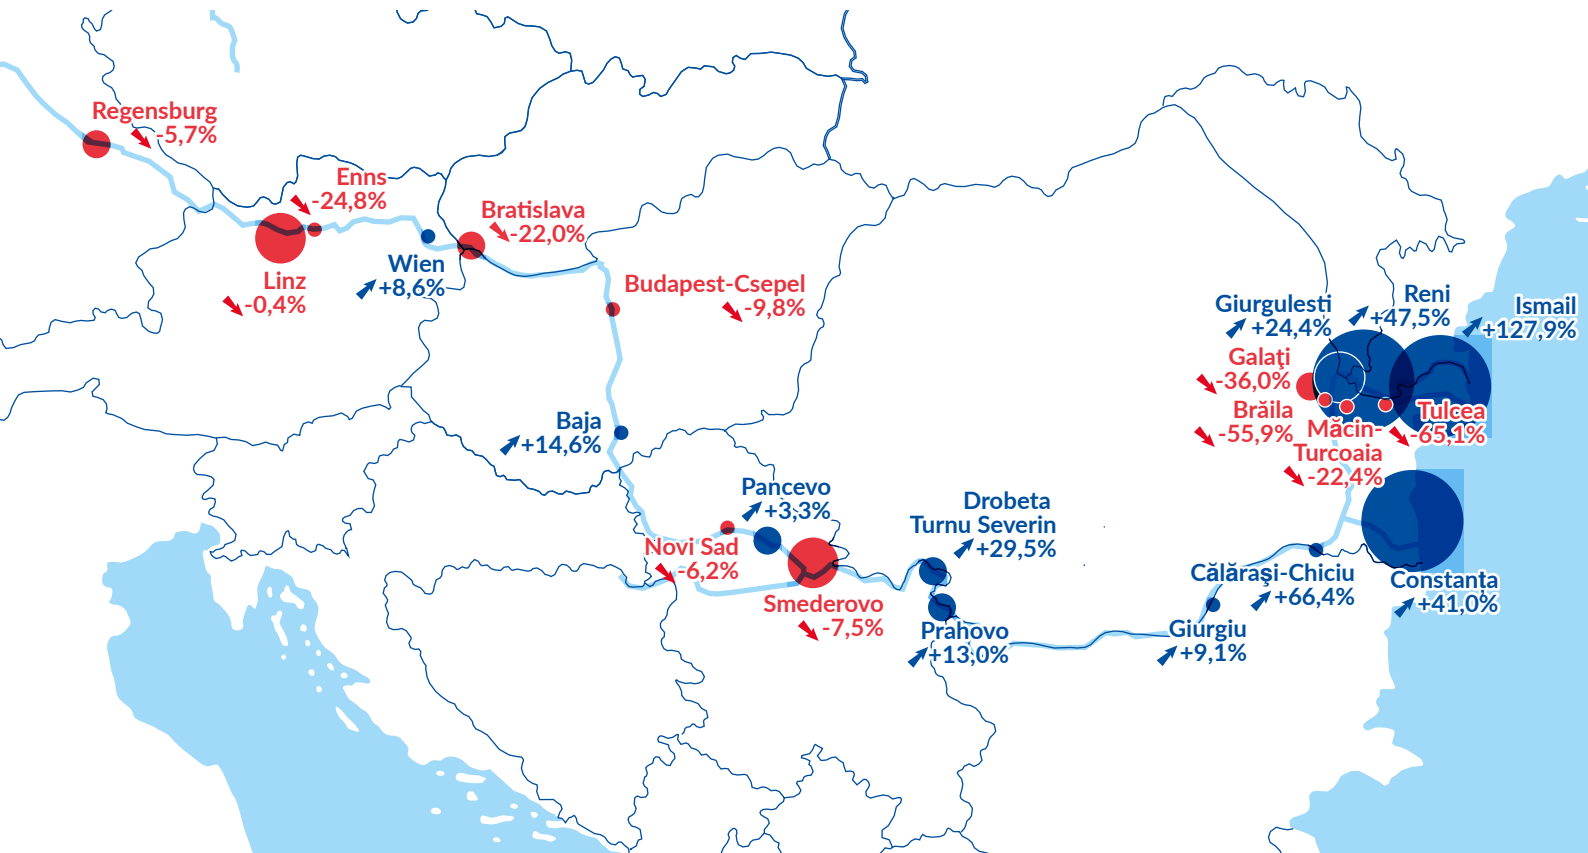 Regensburg
-5,7%
Enns
-24,8%
Linz
-0,4%
Wien
+8,6%
Bratislava
-22,0%
Budapest-Csepel
-9,8%
Baja
+14,6%
Novi Sad
-6,2%
Pancevo
+3,3%
Smederovo
-7,5%
Drobeta
Turnu Severin
+29,5%
Prahovo
+13,0%
Giurgiu
+9,1%
Călăraşi-Chiciu
+66,4%
Constanța
+41,0%
Giurgulesti
+24,4%
Reni
+47,5%
Ismail
+127,9%
Galaţi
-36,0%
Brăila
-55,9%
Măcin-
Turcoaia
-22,4%
Tulcea
-65,1%